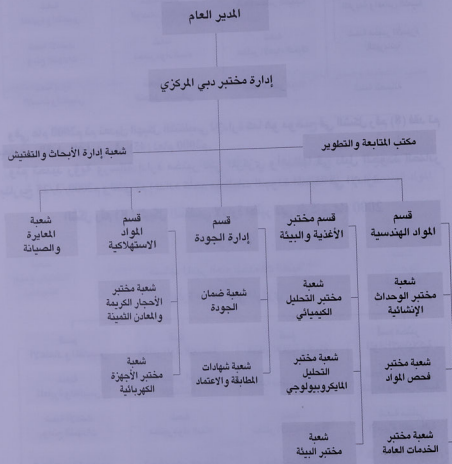 المدير العام
إدارة مختبر دبي المركزي
مكتب المتابعة والتطوير
شعبة إدارة الأبحاث والتفتيش
قسم
المواد الهندسية
قسم مختبر
الأغذية و البيئة
قسم
إدارة الجودة
قسم
المواد
الاستهلاكية
شعبة
المعايرة
والصيانة
شعبة
مختبر الوحدات
الإنشائية
شعبة
مختبر التحليل
الكيميائي
شعبة ضمان
الجودة
شعبة مختبر
الأحجار الكريمة
والمعادن الثمينة
شعبة مختبر
فحص المواد
شعبة مختبر
التحليل
المايكروبيولوجي
شعبة شهادات
المطابقة والاعتماد
شعبة
مختبر الأجهزة
الكهربائية
شعبة مختبر
الخدمات العامة
شعبة
مختبر البيئة